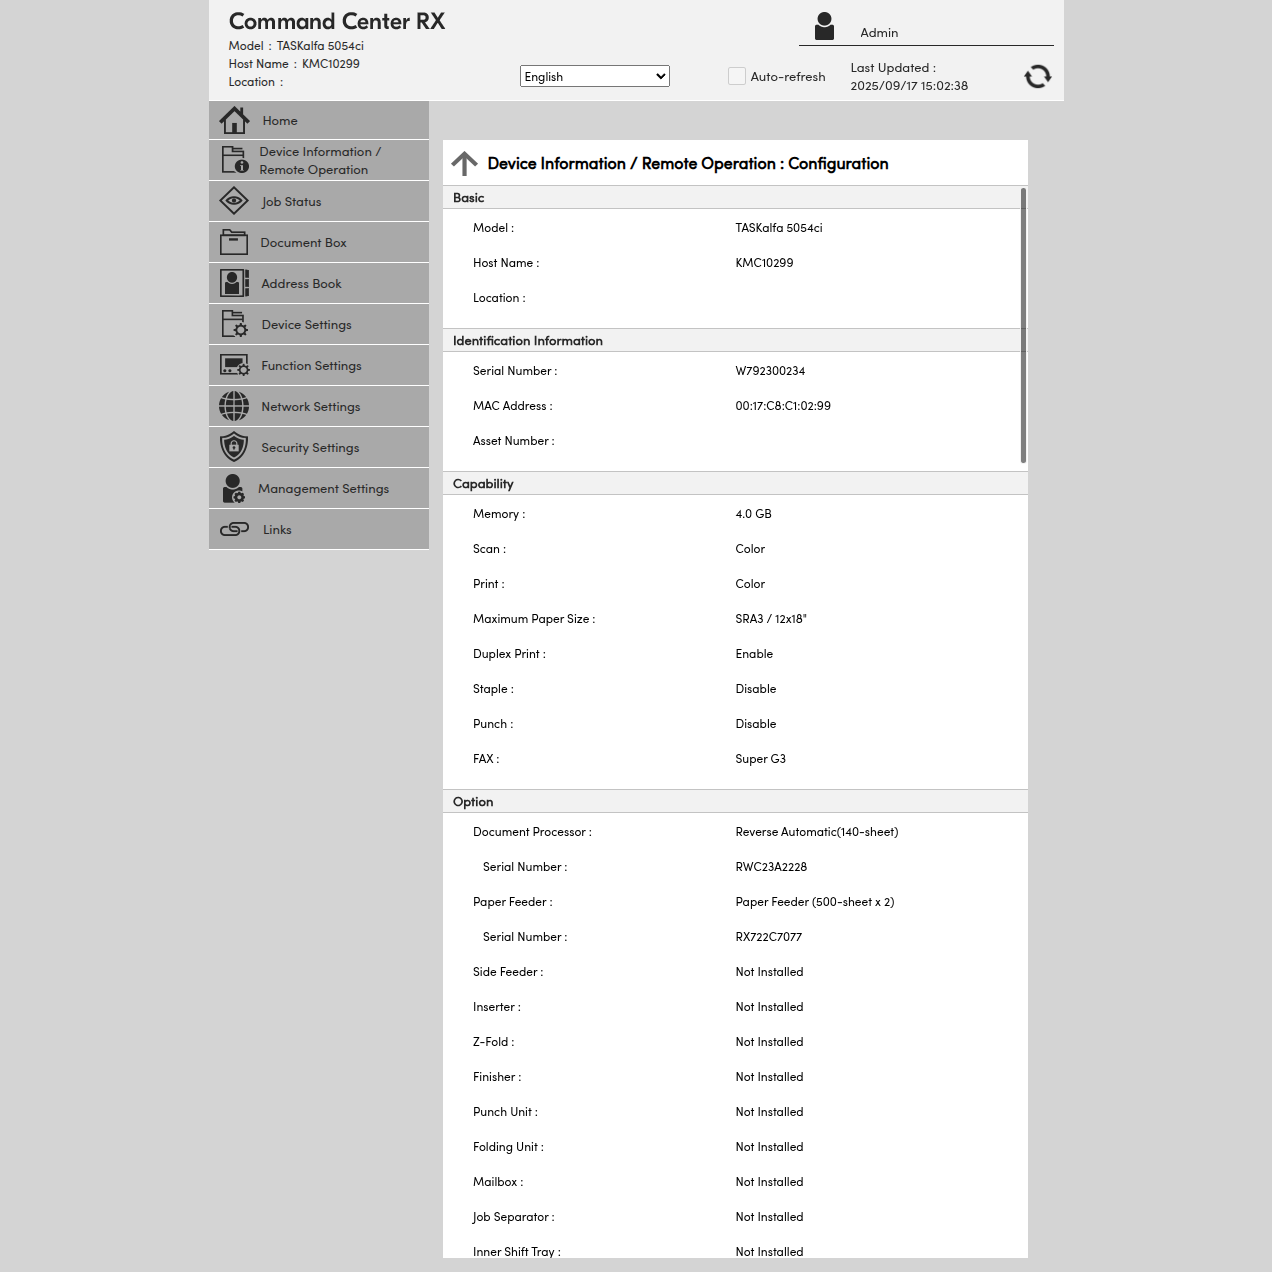 Command Center RX
Model : TASKalfa 5054ci
Host Name : KMC10299
Location :
English
Admin
Auto-refresh
Last Updated :
2025/09/17 15:02:38
Home
Device Information /
Remote Operation
Job Status
Document Box
Address Book
Device Settings
Function Settings
Network Settings
Security Settings
Management Settings
Links
Device Information / Remote Operation : Configuration
Basic
Model : TASKalfa 5054ci
Host Name : KMC10299
Location :
Identification Information
Serial Number : W792300234
MAC Address : 00:17:C8:C1:02:99
Asset Number :
Capability
Memory : 4.0 GB
Scan : Color
Print : Color
Maximum Paper Size : SRA3 / 12x18"
Duplex Print : Enable
Staple : Disable
Punch : Disable
FAX : Super G3
Option
Document Processor : Reverse Automatic(140-sheet)
Serial Number : RWC23A2228
Paper Feeder : Paper Feeder (500-sheet x 2)
Serial Number : RX722C7077
Side Feeder : Not Installed
Inserter : Not Installed
Z-Fold : Not Installed
Finisher : Not Installed
Punch Unit : Not Installed
Folding Unit : Not Installed
Mailbox : Not Installed
Job Separator : Not Installed
Inner Shift Tray : Not Installed